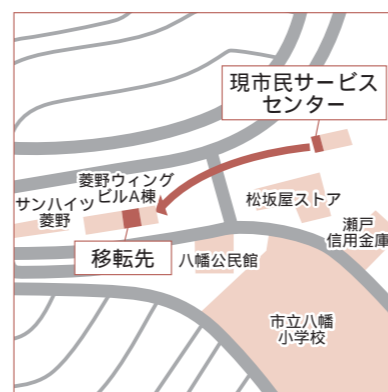 現市民サービス
センター
菱野ウィング
ビルA棟
サンハイツ
菱野
松坂屋ストア
瀬戸
信用金庫
移転先
八幡公民館
市立八幡
小学校